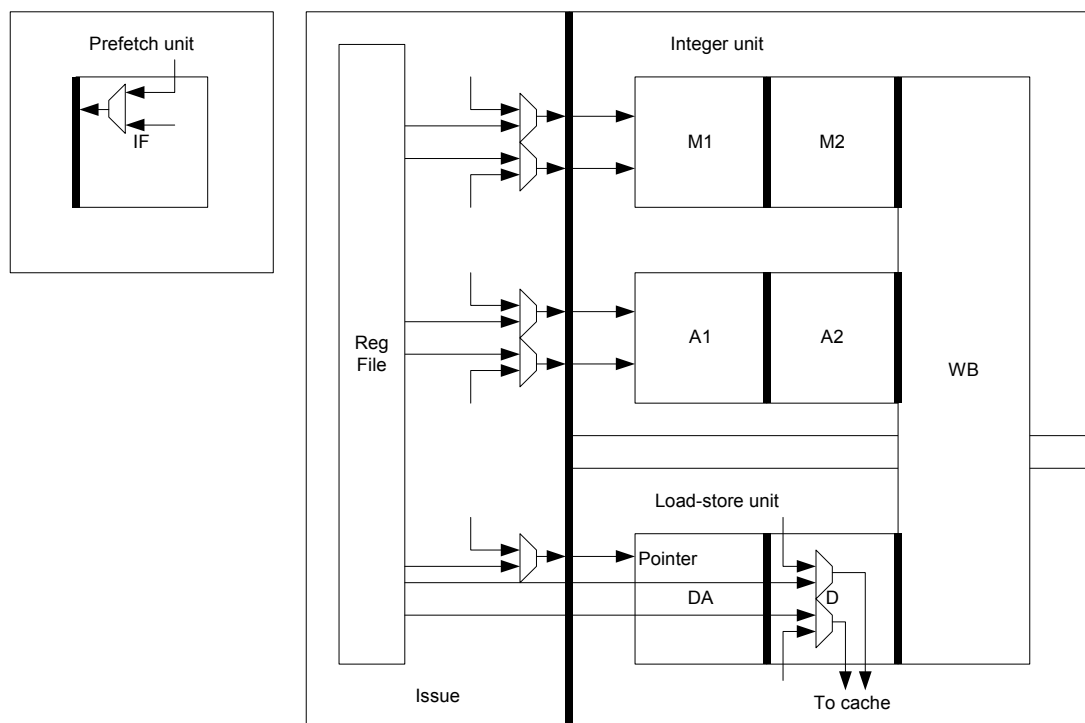 Prefetch unit
IF
Integer unit
M1
M2
Reg
File
A1
A2
WB
Load-store unit
Pointer
DA
D
Issue
To cache